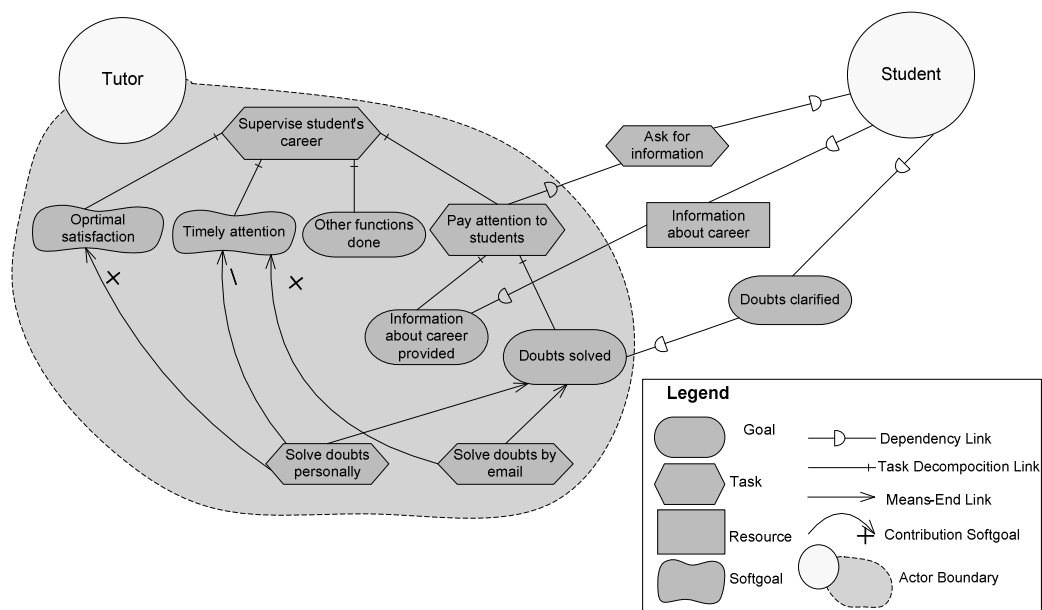 Tutor
Student
Supervise student's
career
Ask for
information
Oprtimal
satisfaction
Timely attention
Other functions
done
Pay attention to
students
Information
about career
Information
about career
provided
Doubts clarified
Doubts solved
Solve doubts
personally
Solve doubts by
email
Legend
Goal
Dependency Link
Task
Task Decompocition Link
Means-End Link
Resource
Contribution Softgoal
Softgoal
Actor Boundary